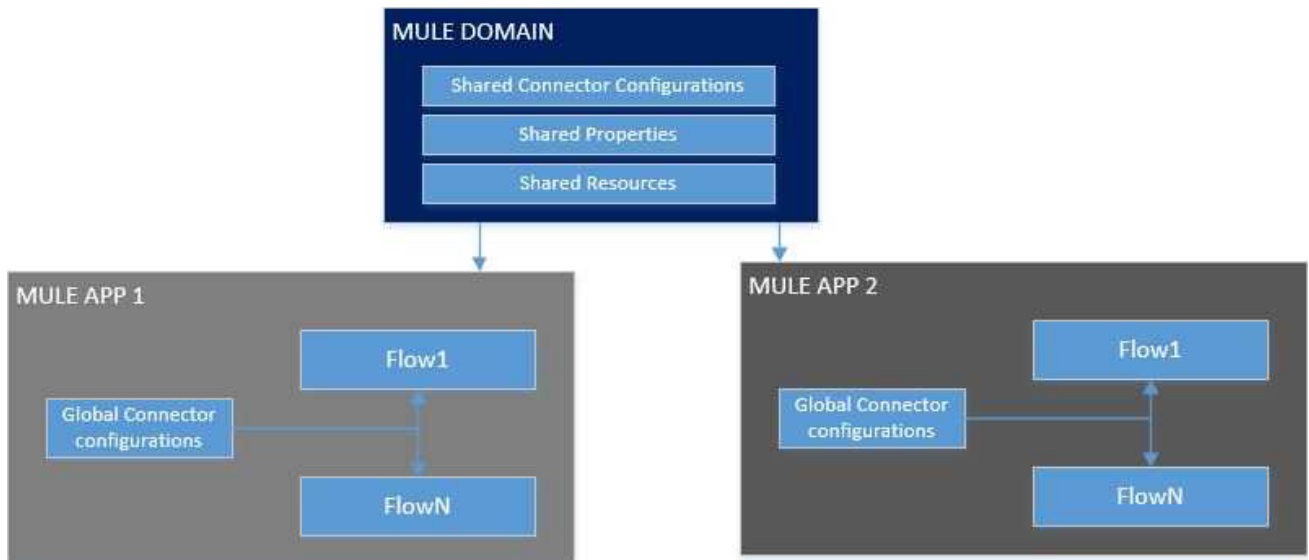 MULE DOMAIN
Shared Connector Configurations
Shared Properties
Shared Resources
MULE APP 1
Flow1
Global Connector
configurations
FlowN
MULE APP 2
Flow1
Global Connector
configurations
FlowN